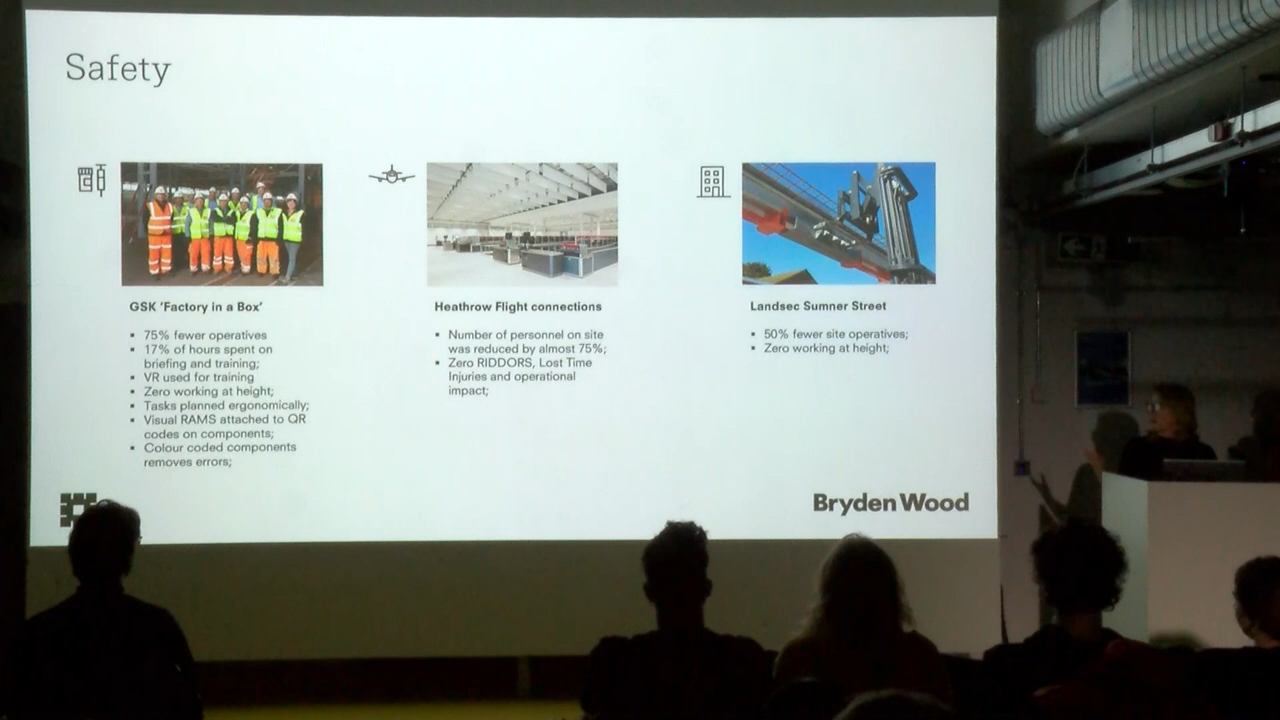 Safety
GSK 'Factory in a Box'
▪ 75% fewer operatives
▪ 17% of hours spent on
briefing and training;
▪ VR used for training
▪ Zero working at height;
▪ Tasks planned ergonomically;
▪ Visual RAMS attached to QR
codes on components;
▪ Colour coded components
removes errors;
Heathrow Flight connections
▪ Number of personnel on site
was reduced by almost 75%;
▪ Zero RIDDORS, Lost Time
Injuries and operational
impact;
Landsec Sumner Street
▪ 50% fewer site operatives;
▪ Zero working at height;
Bryden Wood